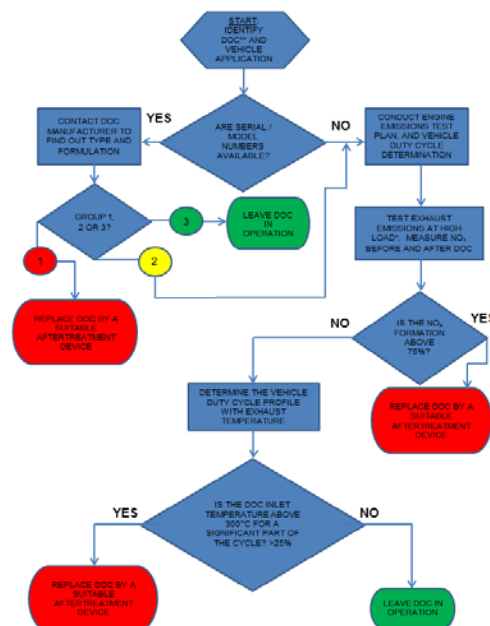 START:
IDENTIFY
DOC** AND
VEHICLE
APPLICATION
YES
CONTACT DOC
MANUFACTURER TO
FIND OUT TYPE AND
FORMULATION
ARE SERIAL /
MODEL
NUMBERS
AVAILABLE?
NO
CONDUCT ENGINE
EMISSIONS TEST
PLAN, AND VEHICLE
DUTY CYCLE
DETERMINATION
GROUP 1,
2 OR 3?
3
LEAVE DOC
IN
OPERATION
1
2
TEST EXHAUST
EMISSIONS AT HIGH
LOAD*. MEASURE NO₂
BEFORE AND AFTER DOC
REPLACE DOC BY A
SUITABLE
AFTERTREATMENT
DEVICE
NO
IS THE NO₂
FORMATION
ABOVE
75%?
YES
DETERMINE THE VEHICLE
DUTY CYCLE PROFILE
WITH EXHAUST
TEMPERATURE
REPLACE DOC BY A
SUITABLE
AFTERTREATMENT
DEVICE
YES
IS THE DOC INLET
TEMPERATURE ABOVE
300°C FOR A
SIGNIFICANT PART OF
THE CYCLE? >25%
NO
REPLACE DOC BY A
SUITABLE
AFTERTREATMENT
DEVICE
LEAVE DOC IN
OPERATION